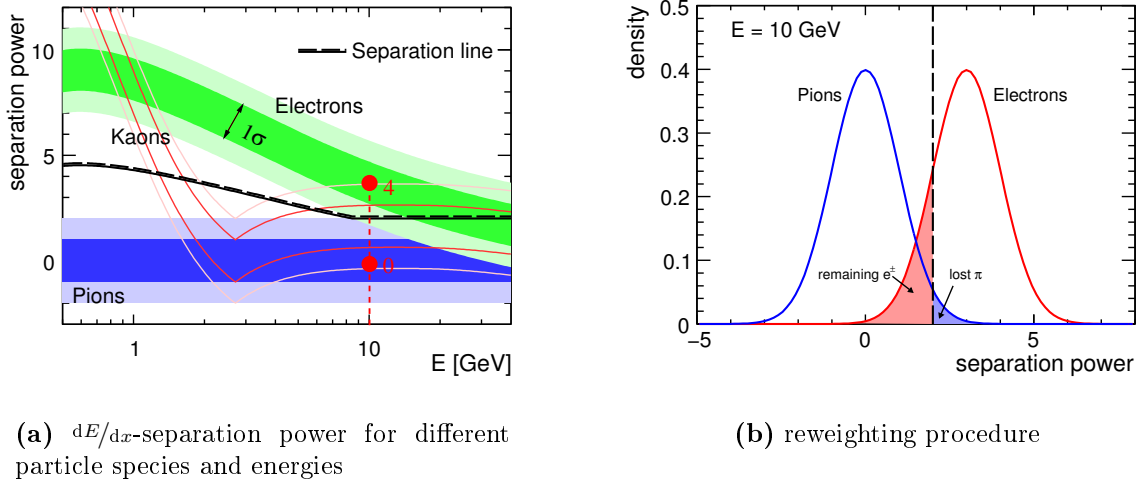 separation power
10
5
0
Separation line
Electrons
1σ
Kaons
4
0
Pions
1
10
E [GeV]
density
0.5
0.4
0.3
0.2
0.1
0
E = 10 GeV
Pions
Electrons
remaining e±
lost π
−5
0
5
separation power
(a) dE/dx-separation power for different
particle species and energies
(b) reweighting procedure